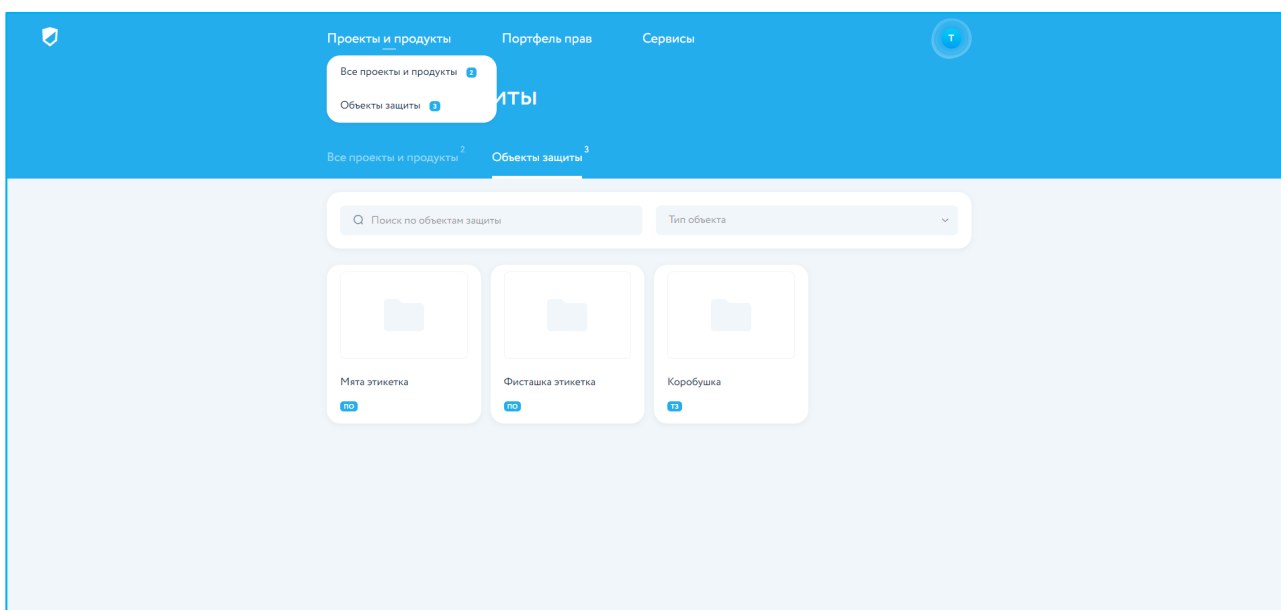 Проекты и продукты Портфель прав Сервисы Т
Все проекты и продукты 2
Объекты защиты 3
иты
Все проекты и продукты 2 Объекты защиты 3
Поиск по объектам защиты Тип объекта
Мята этикетка Фисташка этикетка Коробушка
ПО ПО ТЗ